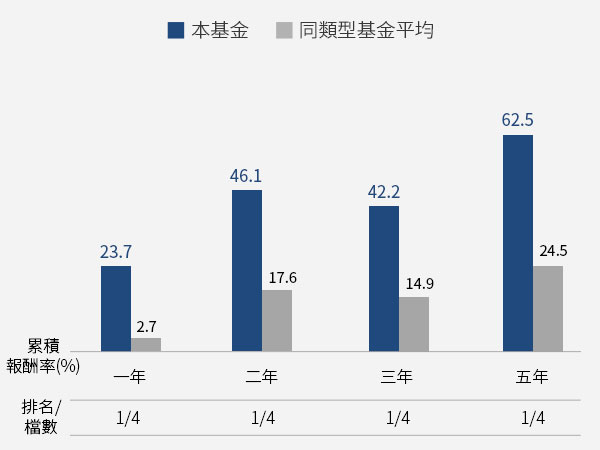 本基金 同類型基金平均
62.5
46.1
42.2
23.7
24.5
17.6
14.9
2.7
累積
報酬率(%)
一年 二年 三年 五年
排名/
檔數
1/4 1/4 1/4 1/4